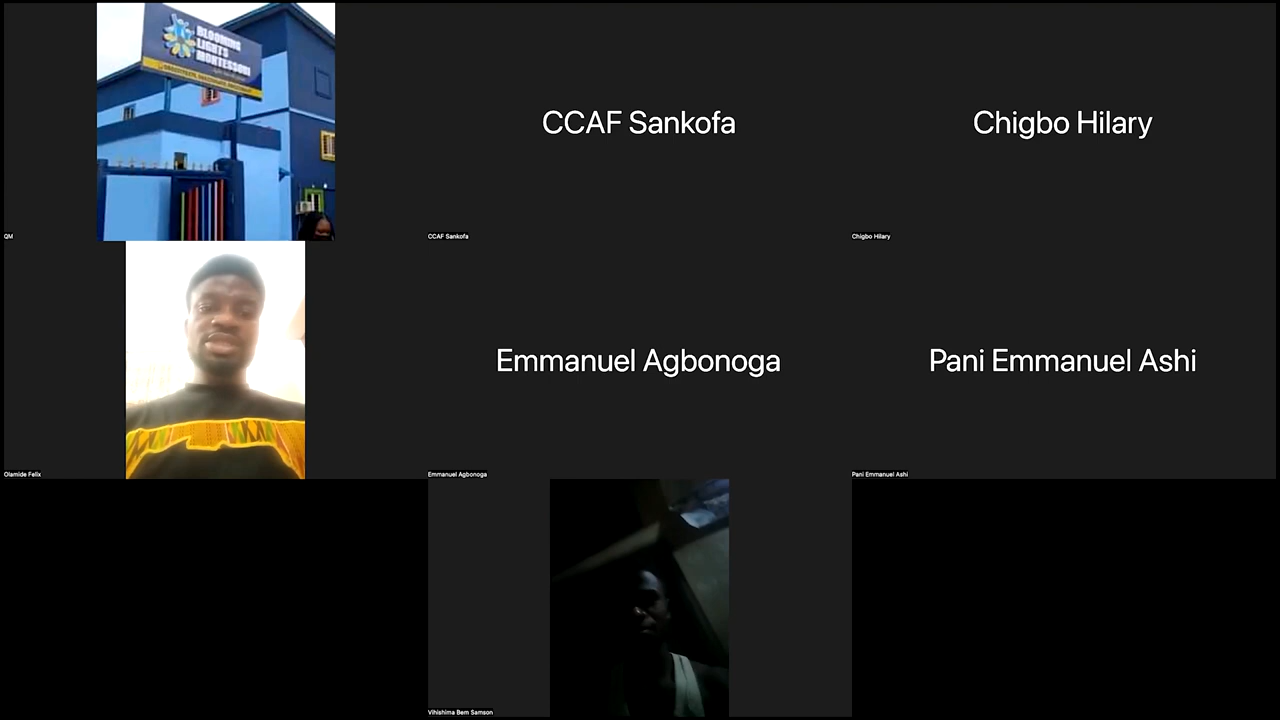 BLOOMING
LIGHTS
MONTESSORI
QM
CCAF Sankofa
CCAF Sankofa
Chigbo Hilary
Chigbo Hilary
Olamide Felix
Emmanuel Agbonoga
Emmanuel Agbonoga
Pani Emmanuel Ashi
Pani Emmanuel Ashi
Vihishima Bem Samson